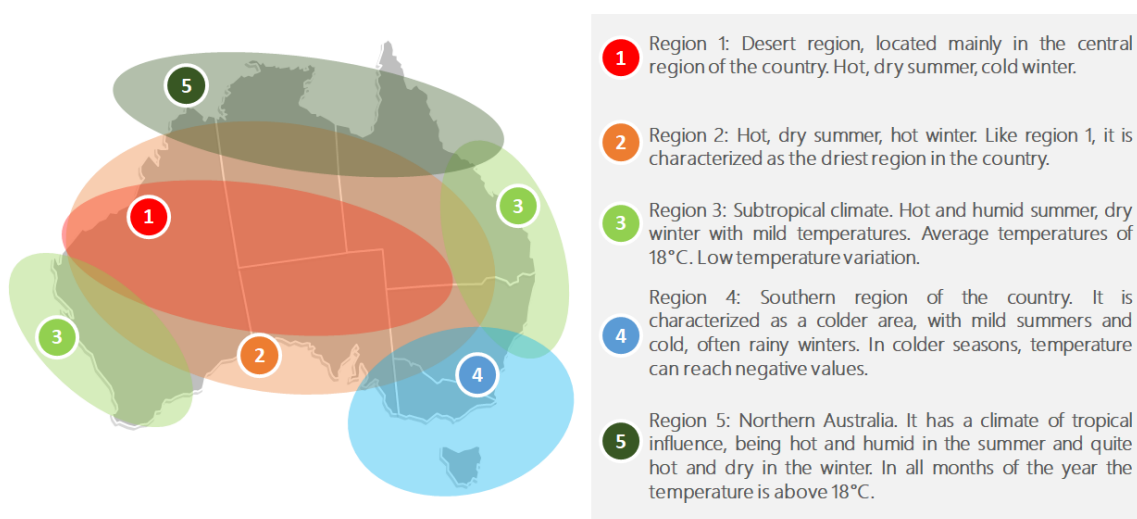 5
1
3
3
2
4
1
Region 1: Desert region, located mainly in the central
region of the country. Hot, dry summer, cold winter.
2
Region 2: Hot, dry summer, hot winter. Like region 1, it is
characterized as the driest region in the country.
3
Region 3: Subtropical climate. Hot and humid summer, dry
winter with mild temperatures. Average temperatures of
18°C. Low temperature variation.
4
Region 4: Southern region of the country. It is
characterized as a colder area, with mild summers and
cold, often rainy winters. In colder seasons, temperature
can reach negative values.
5
Region 5: Northern Australia. It has a climate of tropical
influence, being hot and humid in the summer and quite
hot and dry in the winter. In all months of the year the
temperature is above 18°C.